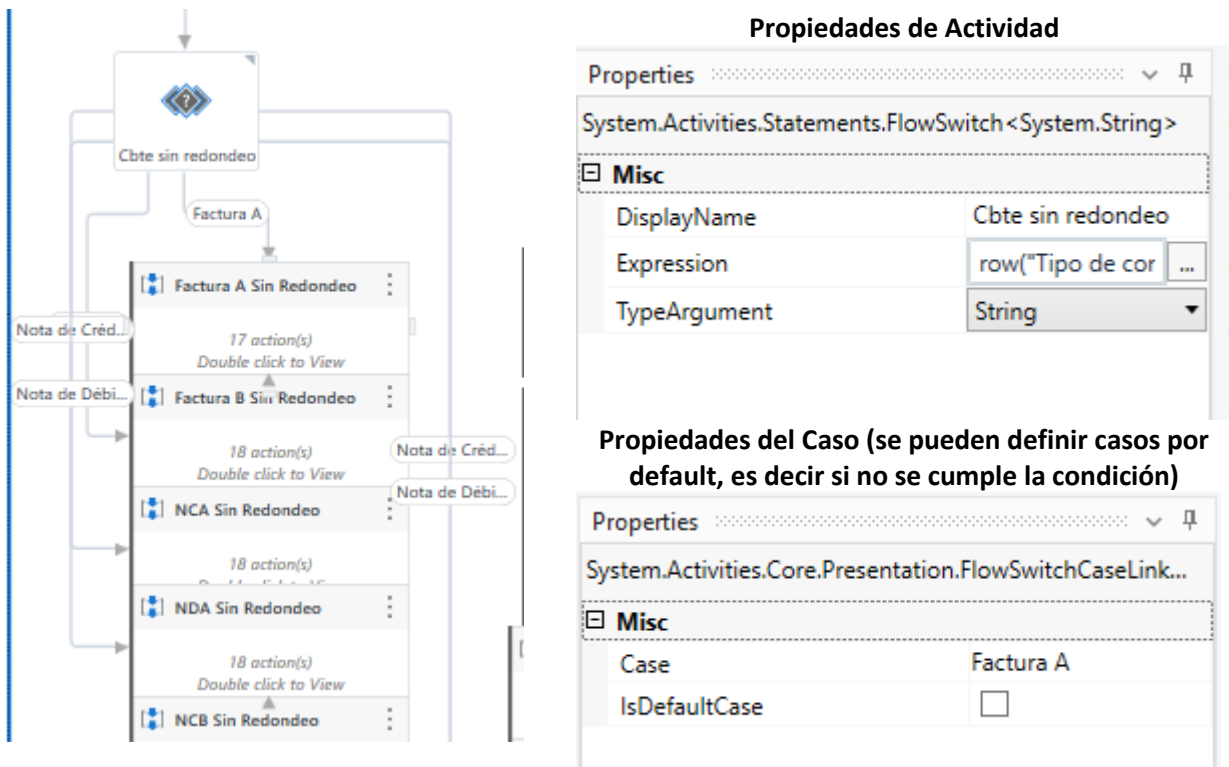 Cbte sin redondeo
Factura A
Factura A Sin Redondeo
17 action(s)
Double click to View
Nota de Créd...
Nota de Débi...
Factura B Sin Redondeo
18 action(s)
Double click to View
Nota de Créd...
Nota de Débi...
NCA Sin Redondeo
18 action(s)
NDA Sin Redondeo
18 action(s)
Double click to View
NCB Sin Redondeo
Propiedades de Actividad
Properties
System.Activities.Statements.FlowSwitch<System.String>
Misc
DisplayName Cbte sin redondeo
Expression row("Tipo de cor ...
TypeArgument String
Propiedades del Caso (se pueden definir casos por
default, es decir si no se cumple la condición)
Properties
System.Activities.Core.Presentation.FlowSwitchCaseLink...
Misc
Case Factura A
IsDefaultCase